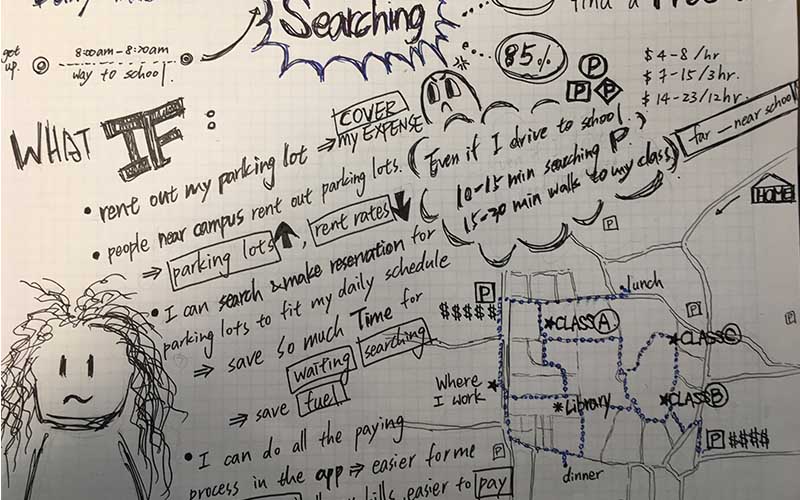 Searching
find a
got up.
8:00am-8:20am
way to school.
85%
P
P P
$4-8/hr
$7-15/3hr.
$14-23/12hr
WHAT IF :
• rent out my parking lot ⇒ COVER my EXPENSE
• people near campus rent out parking lots.
⇒ parking lots ↑, rent rates ↓
• I can search & make reservation for
parking lots to fit my daily schedule
⇒ save so much Time for
waiting searching
⇒ save fuel
• I can do all the paying
process in the app ⇒ easier for me
bills, easier to pay
(Even if I drive to school.
10-15 min searching P.
15-20 min walks to my class)
far — near school
HOME
P
lunch
P
$$$$$
P
P
*CLASS A
*CLASS C
Where I work *
*Library
*CLASS B
P $$$$
P
dinner